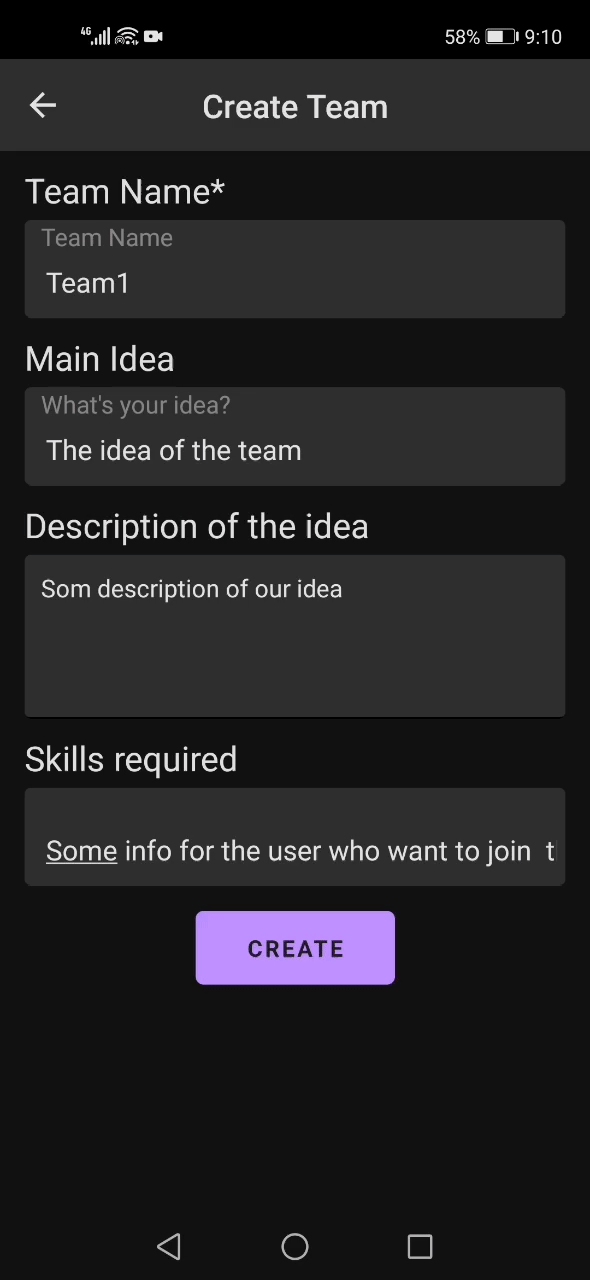 4G 58% 9:10
Create Team
Team Name*
Team Name
Team1
Main Idea
What's your idea?
The idea of the team
Description of the idea
Som description of our idea
Skills required
Some info for the user who want to join
CREATE